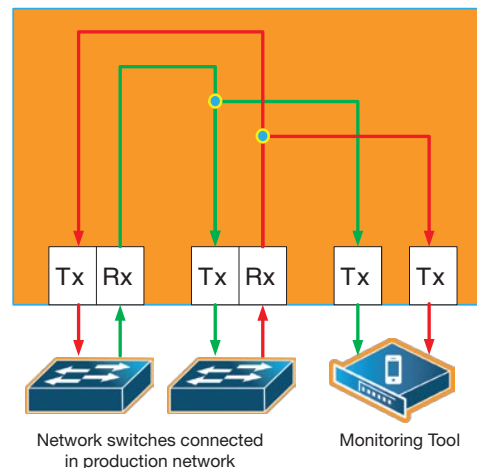 Tx Rx Tx Rx Tx Tx
Network switches connected
in production network
Monitoring Tool